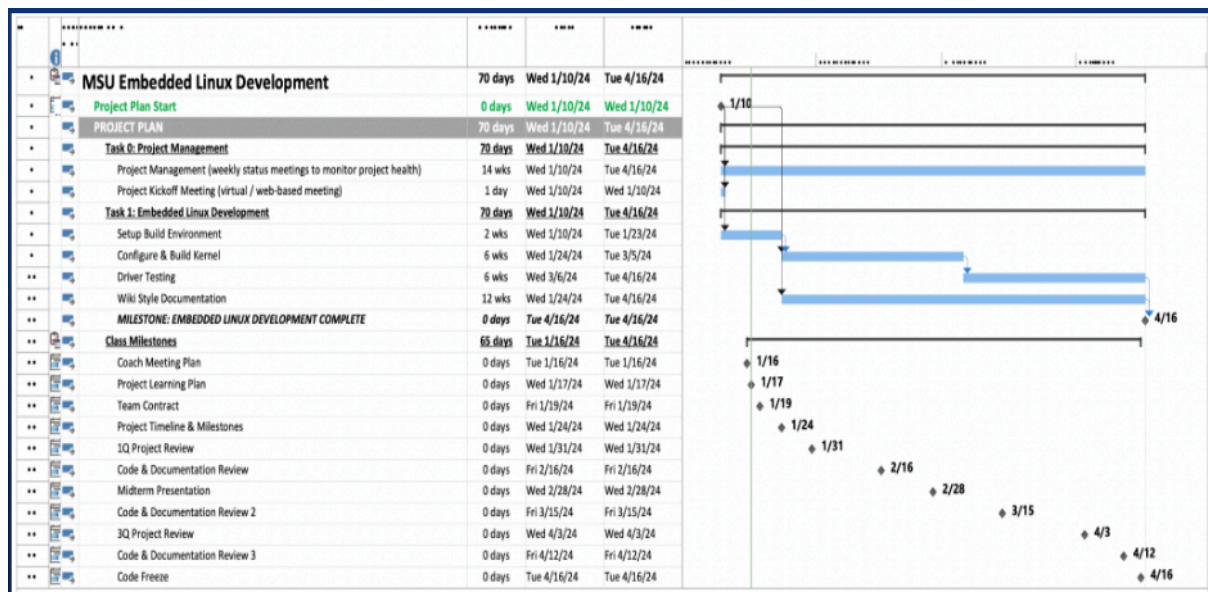 MSU Embedded Linux Development 70 days Wed 1/10/24 Tue 4/16/24
Project Plan Start 0 days Wed 1/10/24 Wed 1/10/24 1/10
PROJECT PLAN 70 days Wed 1/10/24 Tue 4/16/24
Task 0: Project Management 70 days Wed 1/10/24 Tue 4/16/24
Project Management (weekly status meetings to monitor project health) 14 wks Wed 1/10/24 Tue 4/16/24
Project Kickoff Meeting (virtual / web-based meeting) 1 day Wed 1/10/24 Wed 1/10/24
Task 1: Embedded Linux Development 70 days Wed 1/10/24 Tue 4/16/24
Setup Build Environment 2 wks Wed 1/10/24 Tue 1/23/24
Configure & Build Kernel 6 wks Wed 1/24/24 Tue 3/5/24
Driver Testing 6 wks Wed 3/6/24 Tue 4/16/24
Wiki Style Documentation 12 wks Wed 1/24/24 Tue 4/16/24
MILESTONE: EMBEDDED LINUX DEVELOPMENT COMPLETE 0 days Tue 4/16/24 Tue 4/16/24 4/16
Class Milestones 65 days Tue 1/16/24 Tue 4/16/24
Coach Meeting Plan 0 days Tue 1/16/24 Tue 1/16/24 1/16
Project Learning Plan 0 days Wed 1/17/24 Wed 1/17/24 1/17
Team Contract 0 days Fri 1/19/24 Fri 1/19/24 1/19
Project Timeline & Milestones 0 days Wed 1/24/24 Wed 1/24/24 1/24
1Q Project Review 0 days Wed 1/31/24 Wed 1/31/24 1/31
Code & Documentation Review 0 days Fri 2/16/24 Fri 2/16/24 2/16
Midterm Presentation 0 days Wed 2/28/24 Wed 2/28/24 2/28
Code & Documentation Review 2 0 days Fri 3/15/24 Fri 3/15/24 3/15
3Q Project Review 0 days Wed 4/3/24 Wed 4/3/24 4/3
Code & Documentation Review 3 0 days Fri 4/12/24 Fri 4/12/24 4/12
Code Freeze 0 days Tue 4/16/24 Tue 4/16/24 4/16